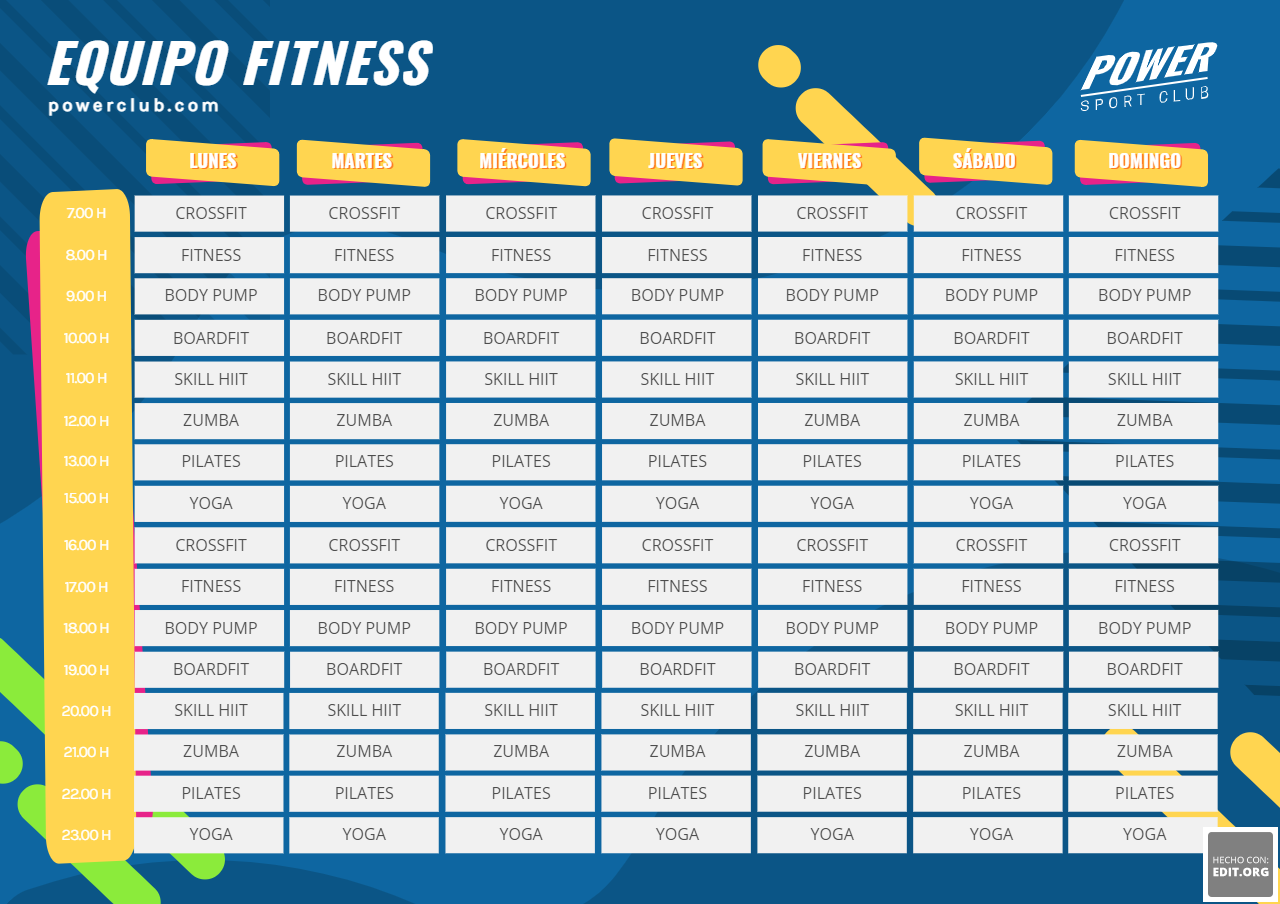 EQUIPO FITNESS
powerclub.com
POWER
SPORT CLUB
LUNES MARTES MIÉRCOLES JUEVES VIERNES SÁBADO DOMINGO
7.00 H CROSSFIT CROSSFIT CROSSFIT CROSSFIT CROSSFIT CROSSFIT CROSSFIT
8.00 H FITNESS FITNESS FITNESS FITNESS FITNESS FITNESS FITNESS
9.00 H BODY PUMP BODY PUMP BODY PUMP BODY PUMP BODY PUMP BODY PUMP BODY PUMP
10.00 H BOARDFIT BOARDFIT BOARDFIT BOARDFIT BOARDFIT BOARDFIT BOARDFIT
11.00 H SKILL HIIT SKILL HIIT SKILL HIIT SKILL HIIT SKILL HIIT SKILL HIIT SKILL HIIT
12.00 H ZUMBA ZUMBA ZUMBA ZUMBA ZUMBA ZUMBA ZUMBA
13.00 H PILATES PILATES PILATES PILATES PILATES PILATES PILATES
15.00 H YOGA YOGA YOGA YOGA YOGA YOGA YOGA
16.00 H CROSSFIT CROSSFIT CROSSFIT CROSSFIT CROSSFIT CROSSFIT CROSSFIT
17.00 H FITNESS FITNESS FITNESS FITNESS FITNESS FITNESS FITNESS
18.00 H BODY PUMP BODY PUMP BODY PUMP BODY PUMP BODY PUMP BODY PUMP BODY PUMP
19.00 H BOARDFIT BOARDFIT BOARDFIT BOARDFIT BOARDFIT BOARDFIT BOARDFIT
20.00 H SKILL HIIT SKILL HIIT SKILL HIIT SKILL HIIT SKILL HIIT SKILL HIIT SKILL HIIT
21.00 H ZUMBA ZUMBA ZUMBA ZUMBA ZUMBA ZUMBA ZUMBA
22.00 H PILATES PILATES PILATES PILATES PILATES PILATES PILATES
23.00 H YOGA YOGA YOGA YOGA YOGA YOGA YOGA
HECHO CON:
EDIT.ORG